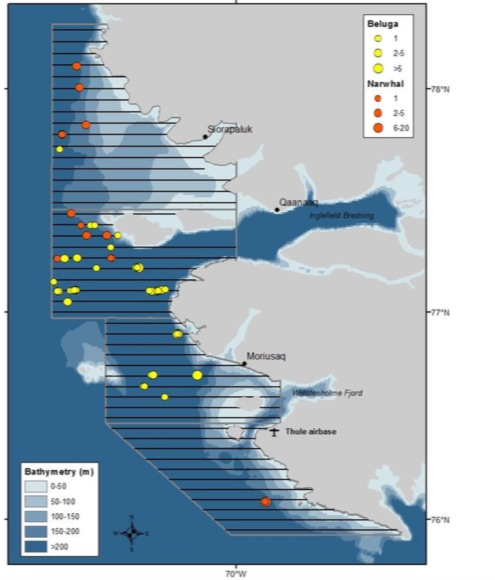 Beluga
1
2-5
>5
Narwhal
1
2-5
6-20
78°N
Siorapaluk
Qaanaaq
Inglefield Bredning
77°N
Moriusaq
Wolstenholme Fjord
Thule airbase
Bathymetry (m)
0-50
50-100
100-150
150-200
>200
N
76°N
70°W